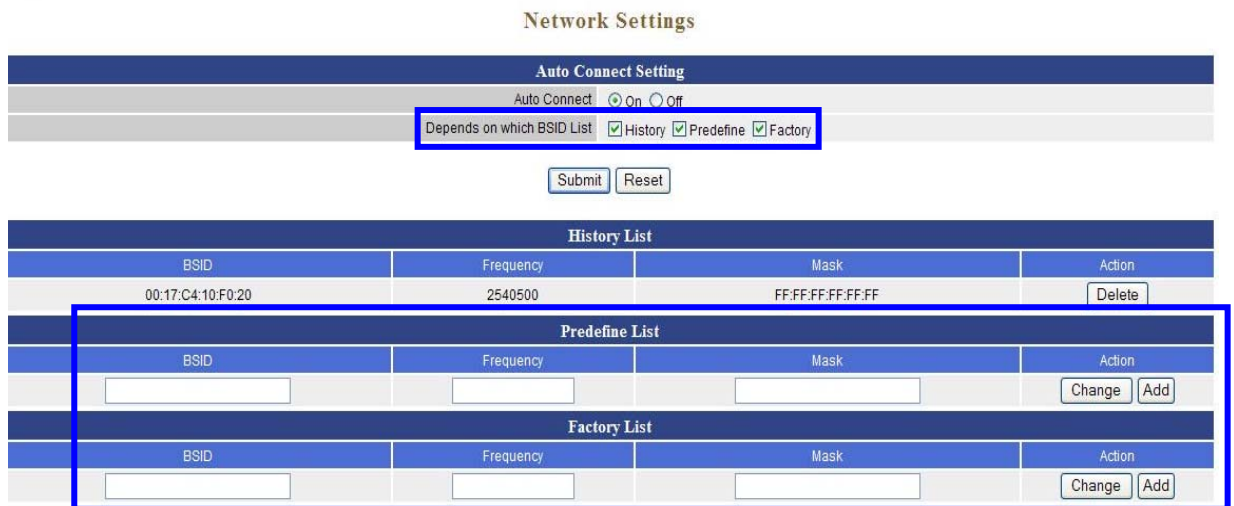 Network Settings
Auto Connect Setting
Auto Connect On Off
Depends on which BSID List History Predefine Factory
Submit Reset
History List
BSID Frequency Mask Action
00:17:C4:10:F0:20 2540500 FF:FF:FF:FF:FF:FF Delete
Predefine List
BSID Frequency Mask Action
Change Add
Factory List
BSID Frequency Mask Action
Change Add